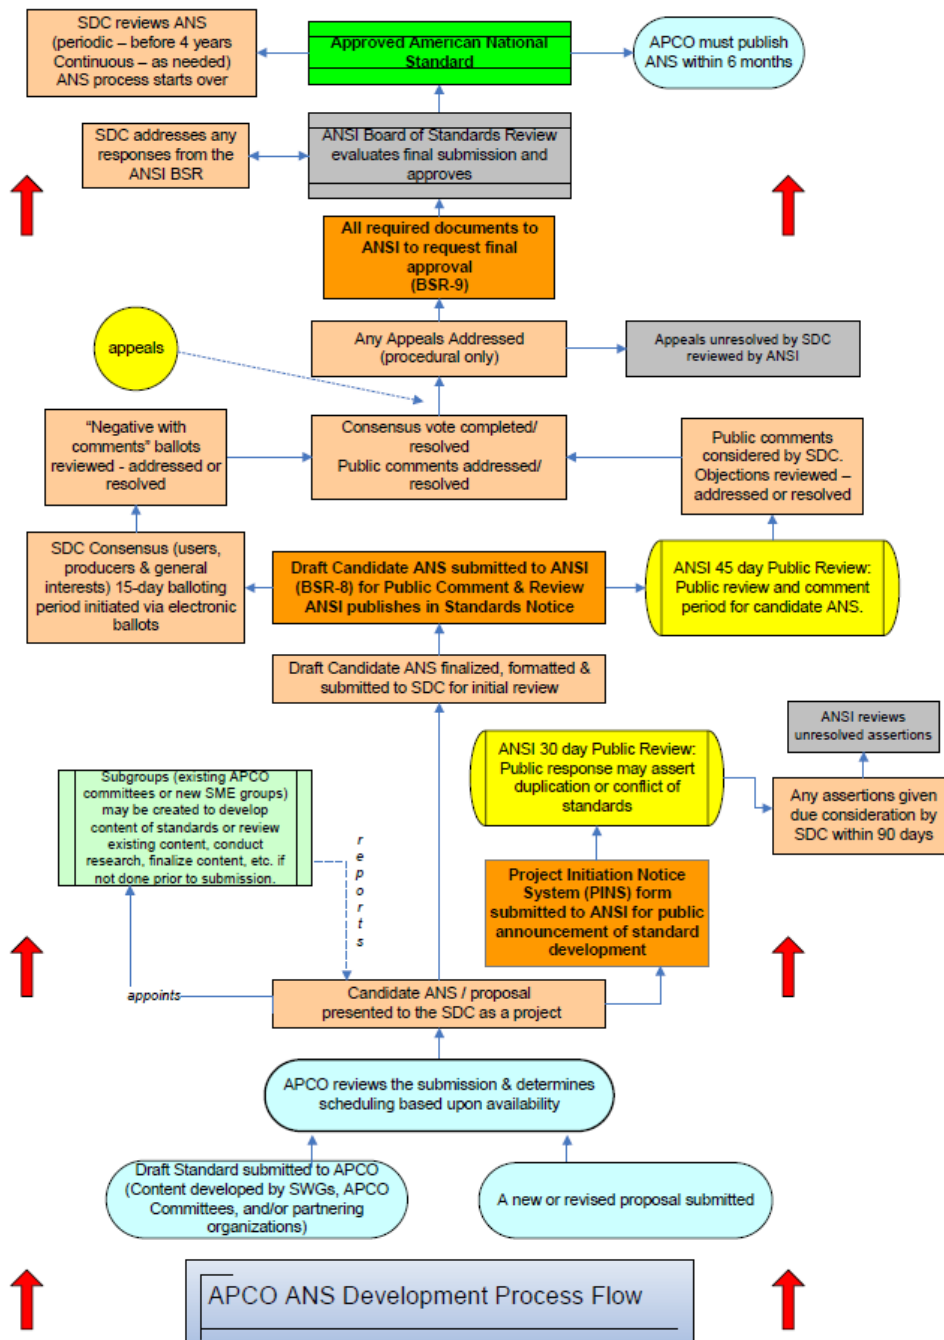 SDC reviews ANS
(periodic – before 4 years
Continuous – as needed)
ANS process starts over
Approved American National
Standard
APCO must publish
ANS within 6 months
SDC addresses any
responses from the
ANSI BSR
ANSI Board of Standards Review
evaluates final submission and
approves
All required documents to
ANSI to request final
approval
(BSR-9)
appeals
Any Appeals Addressed
(procedural only)
Appeals unresolved by SDC
reviewed by ANSI
“Negative with
comments” ballots
reviewed - addressed or
resolved
Consensus vote completed/
resolved
Public comments addressed/
resolved
Public comments
considered by SDC.
Objections reviewed –
addressed or resolved
SDC Consensus (users,
producers & general
interests) 15-day balloting
period initiated via electronic
ballots
Draft Candidate ANS submitted to ANSI
(BSR-8) for Public Comment & Review
ANSI publishes in Standards Notice
ANSI 45 day Public Review:
Public review and comment
period for candidate ANS.
Draft Candidate ANS finalized, formatted &
submitted to SDC for initial review
ANSI reviews
unresolved assertions
ANSI 30 day Public Review:
Public response may assert
duplication or conflict of
standards
Any assertions given
due consideration by
SDC within 90 days
Subgroups (existing APCO
committees or new SME groups)
may be created to develop
content of standards or review
existing content, conduct
research, finalize content, etc. if
not done prior to submission.
reports
Project Initiation Notice
System (PINS) form
submitted to ANSI for public
announcement of standard
development
appoints
Candidate ANS / proposal
presented to the SDC as a project
APCO reviews the submission & determines
scheduling based upon availability
Draft Standard submitted to APCO
(Content developed by SWGs, APCO
Committees, and/or partnering
organizations)
A new or revised proposal submitted
APCO ANS Development Process Flow